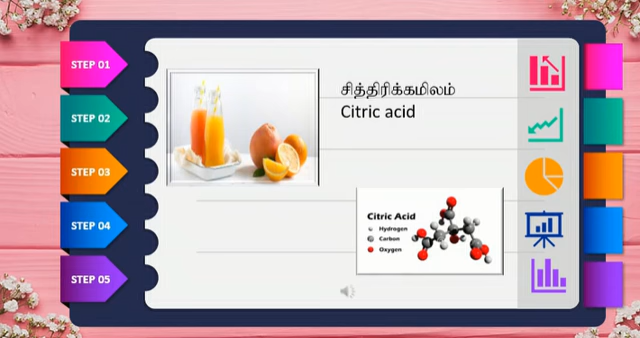 STEP 01
STEP 02
STEP 03
STEP 04
STEP 05
சித்திரிக்கமிலம்
Citric acid
Citric Acid
Hydrogen
Carbon
Oxygen